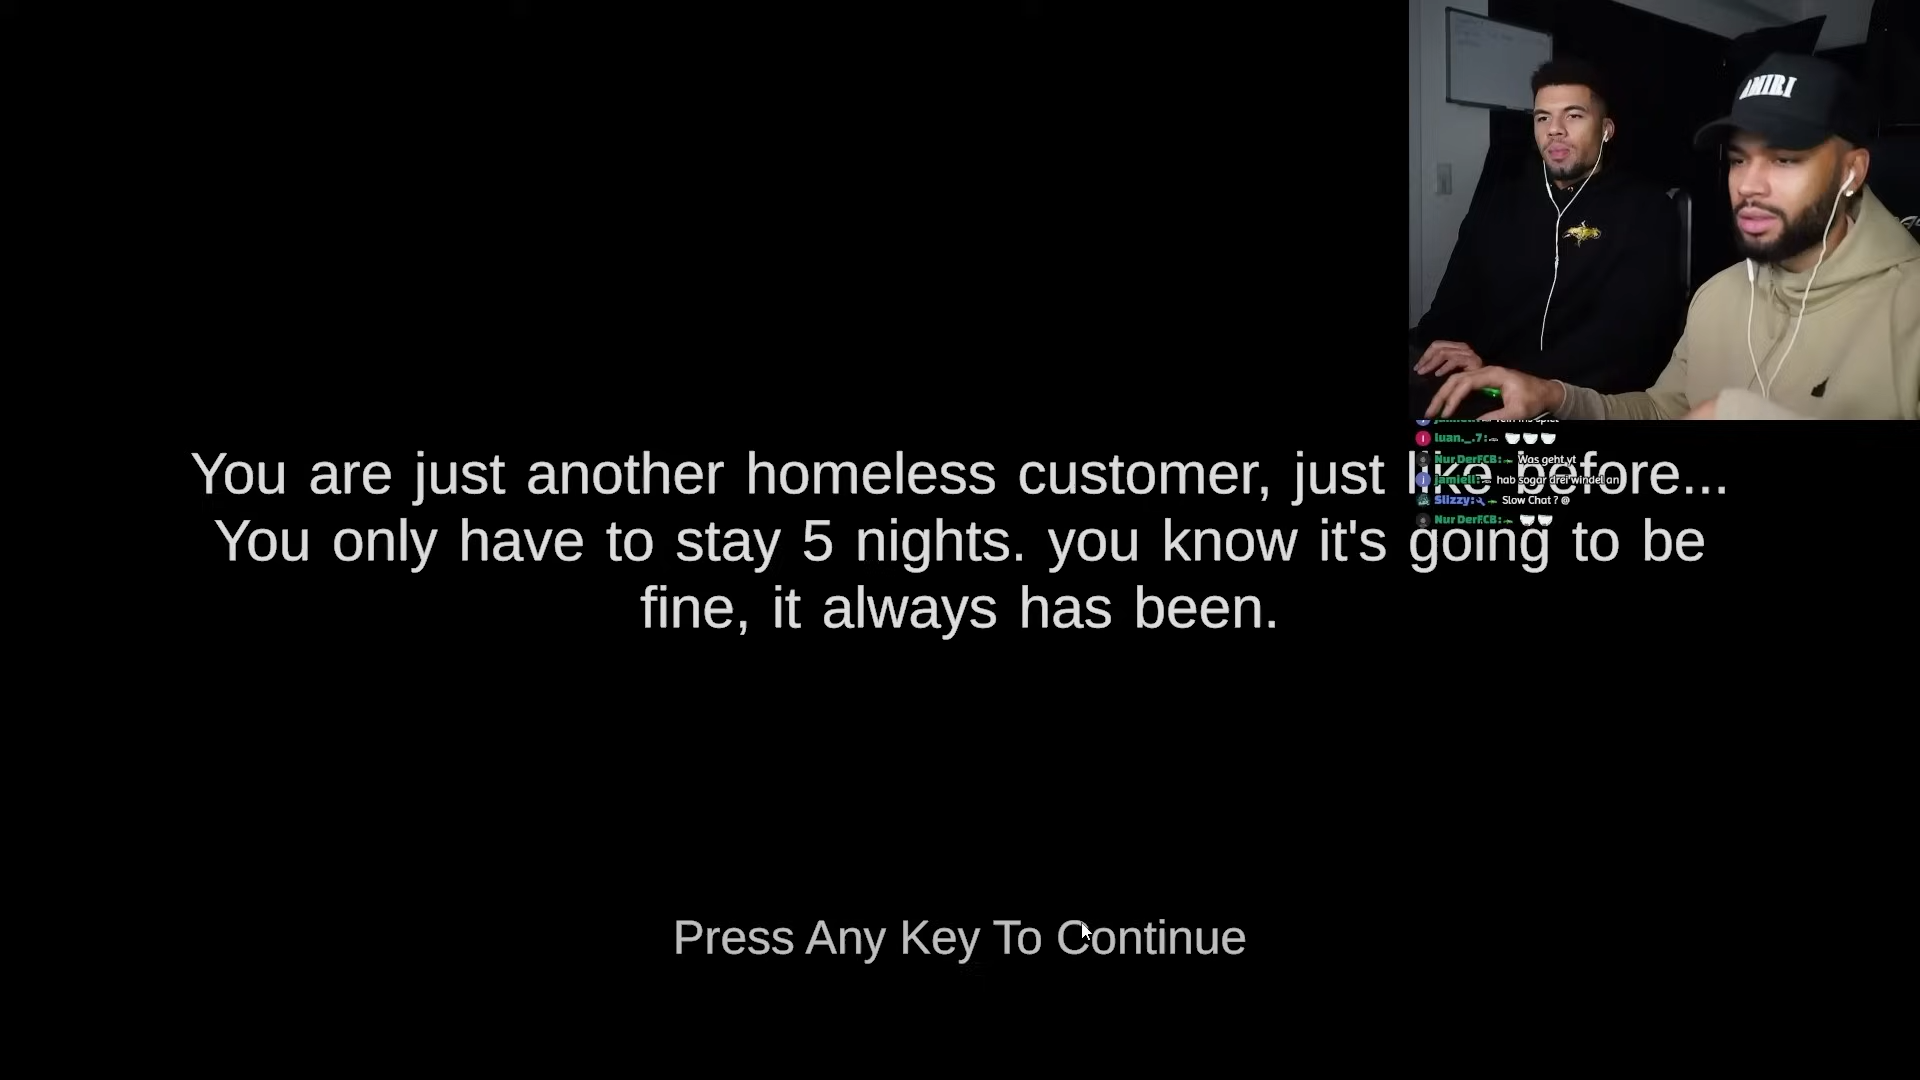 AMIRI
You are just another homeless customer, just like before...
You only have to stay 5 nights. you know it's going to be
fine, it always has been.
luan._.7:
Nur DerFCB: Was geht yt
jamiell: hab sogar drei windel an
Slizzy: Slow Chat ? @
Nur DerFCB:
Press Any Key To Continue